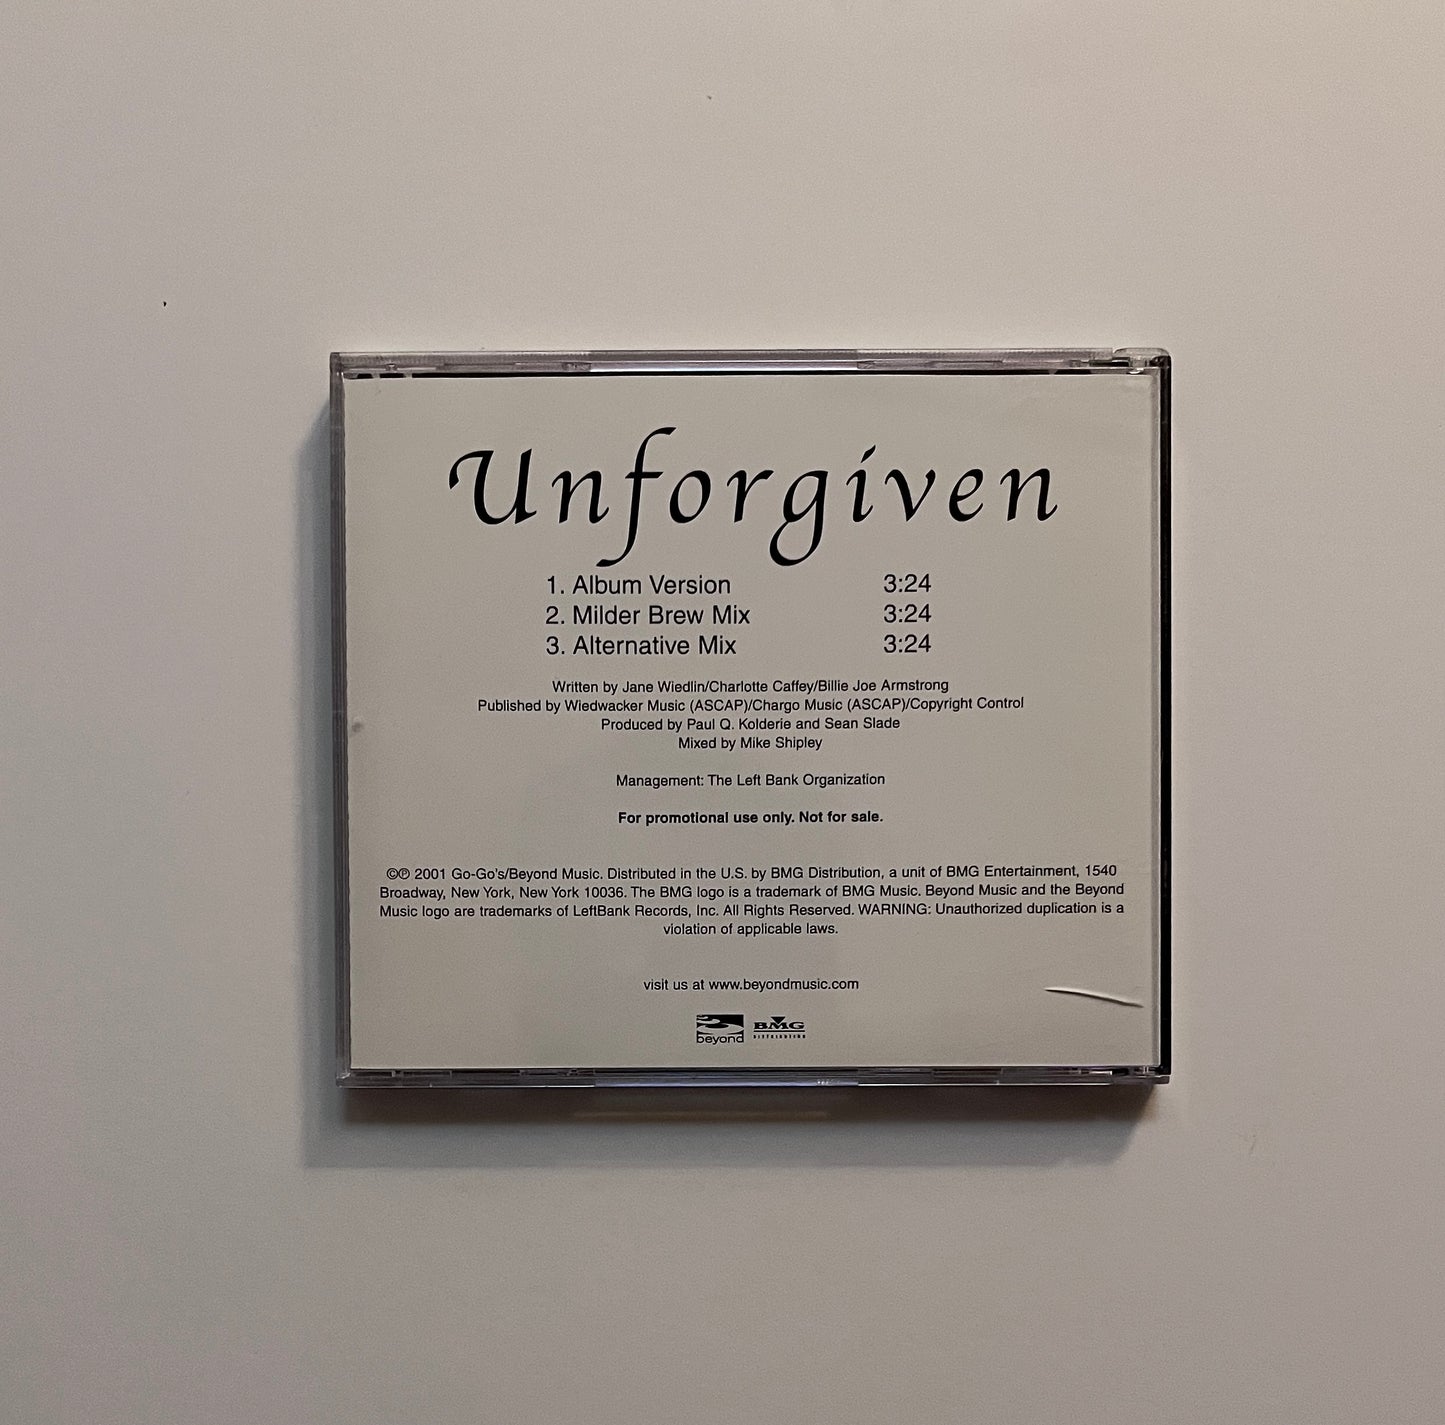 Unforgiven
1. Album Version 3:24
2. Milder Brew Mix 3:24
3. Alternative Mix 3:24
Written by Jane Wiedlin/Charlotte Caffey/Billie Joe Armstrong
Published by Wiedwacker Music (ASCAP)/Chargo Music (ASCAP)/Copyright Control
Produced by Paul Q. Kolderie and Sean Slade
Mixed by Mike Shipley
Management: The Left Bank Organization
For promotional use only. Not for sale.
©℗ 2001 Go-Go's/Beyond Music. Distributed in the U.S. by BMG Distribution, a unit of BMG Entertainment, 1540
Broadway, New York, New York 10036. The BMG logo is a trademark of BMG Music. Beyond Music and the Beyond
Music logo are trademarks of LeftBank Records, Inc. All Rights Reserved. WARNING: Unauthorized duplication is a
violation of applicable laws.
visit us at www.beyondmusic.com
beyond BMG
DISTRIBUTION